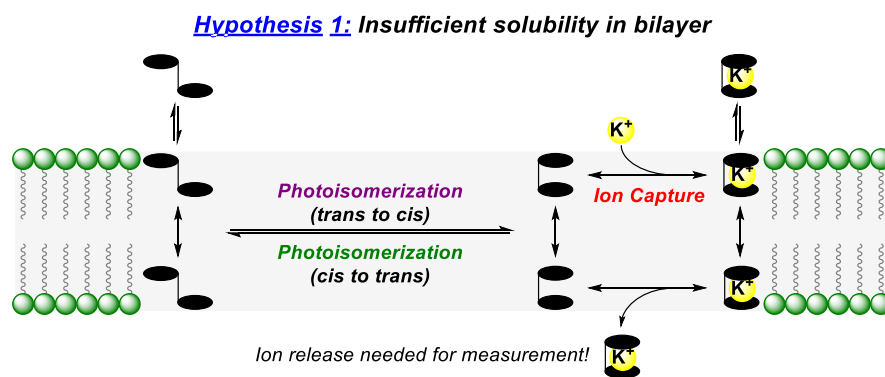 Hypothesis 1: Insufficient solubility in bilayer
K+
K+
K+
Photoisomerization
(trans to cis)
Ion Capture
Photoisomerization
(cis to trans)
K+
Ion release needed for measurement!
K+